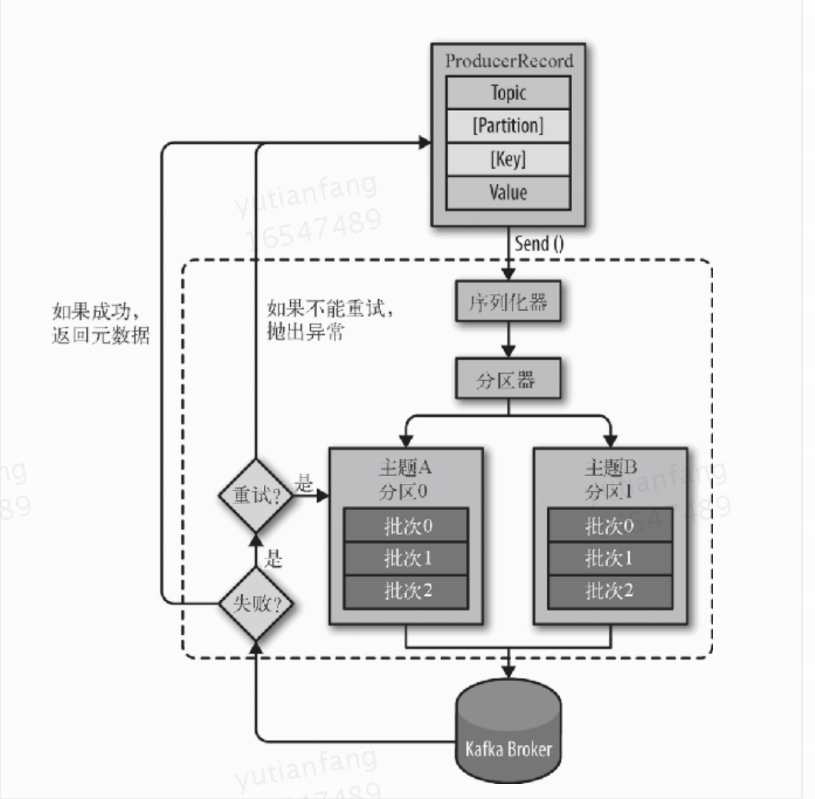 ProducerRecord
Topic
[Partition]
[Key]
Value
yutianfang
16547489
Send ()
如果成功，
返回元数据
如果不能重试，
抛出异常
序列化器
分区器
主题A
分区0
批次0
批次1
批次2
主题B
分区1
批次0
批次1
批次2
重试？
是
是
失败？
Kafka Broker
yutianfang